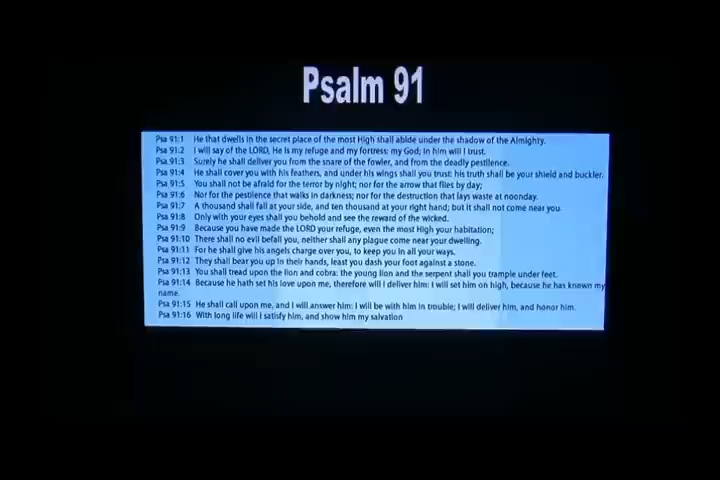 Psalm 91
Psa 91:1 He that dwells in the secret place of the most High shall abide under the shadow of the Almighty.
Psa 91:2 I will say of the LORD, He is my refuge and my fortress: my God; in him will I trust.
Psa 91:3 Surely he shall deliver you from the snare of the fowler, and from the deadly pestilence.
Psa 91:4 He shall cover you with his feathers, and under his wings shall you trust: his truth shall be your shield and buckler.
Psa 91:5 You shall not be afraid for the terror by night; nor for the arrow that flies by day;
Psa 91:6 Nor for the pestilence that walks in darkness; nor for the destruction that lays waste at noonday.
Psa 91:7 A thousand shall fall at your side, and ten thousand at your right hand; but it shall not come near you.
Psa 91:8 Only with your eyes shall you behold and see the reward of the wicked.
Psa 91:9 Because you have made the LORD your refuge, even the most High your habitation;
Psa 91:10 There shall no evil befall you, neither shall any plague come near your dwelling.
Psa 91:11 For he shall give his angels charge over you, to keep you in all your ways.
Psa 91:12 They shall bear you up in their hands, least you dash your foot against a stone.
Psa 91:13 You shall tread upon the lion and cobra: the young lion and the serpent shall you trample under feet.
Psa 91:14 Because he hath set his love upon me, therefore will I deliver him: I will set him on high, because he has known my
name.
Psa 91:15 He shall call upon me, and I will answer him: I will be with him in trouble; I will deliver him, and honor him.
Psa 91:16 With long life will I satisfy him, and show him my salvation